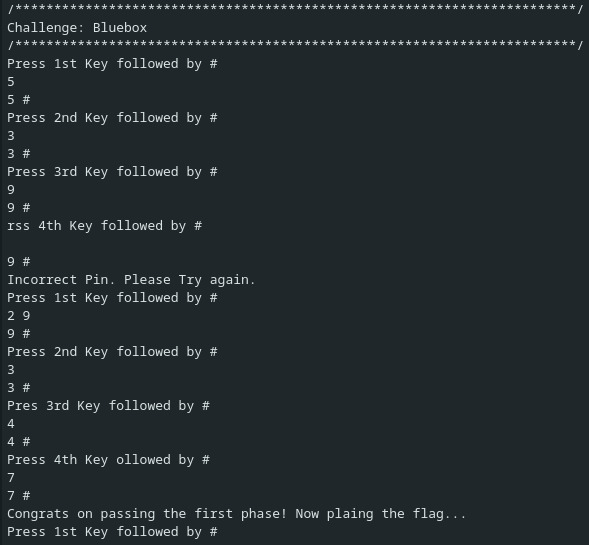 /************************************************************************/
Challenge: Bluebox
/************************************************************************/
Press 1st Key followed by #
5
5 #
Press 2nd Key followed by #
3
3 #
Press 3rd Key followed by #
9
9 #
rss 4th Key followed by #
9 #
Incorrect Pin. Please Try again.
Press 1st Key followed by #
2 9
9 #
Press 2nd Key followed by #
3
3 #
Pres 3rd Key followed by #
4
4 #
Press 4th Key ollowed by #
7
7 #
Congrats on passing the first phase! Now plaing the flag...
Press 1st Key followed by #